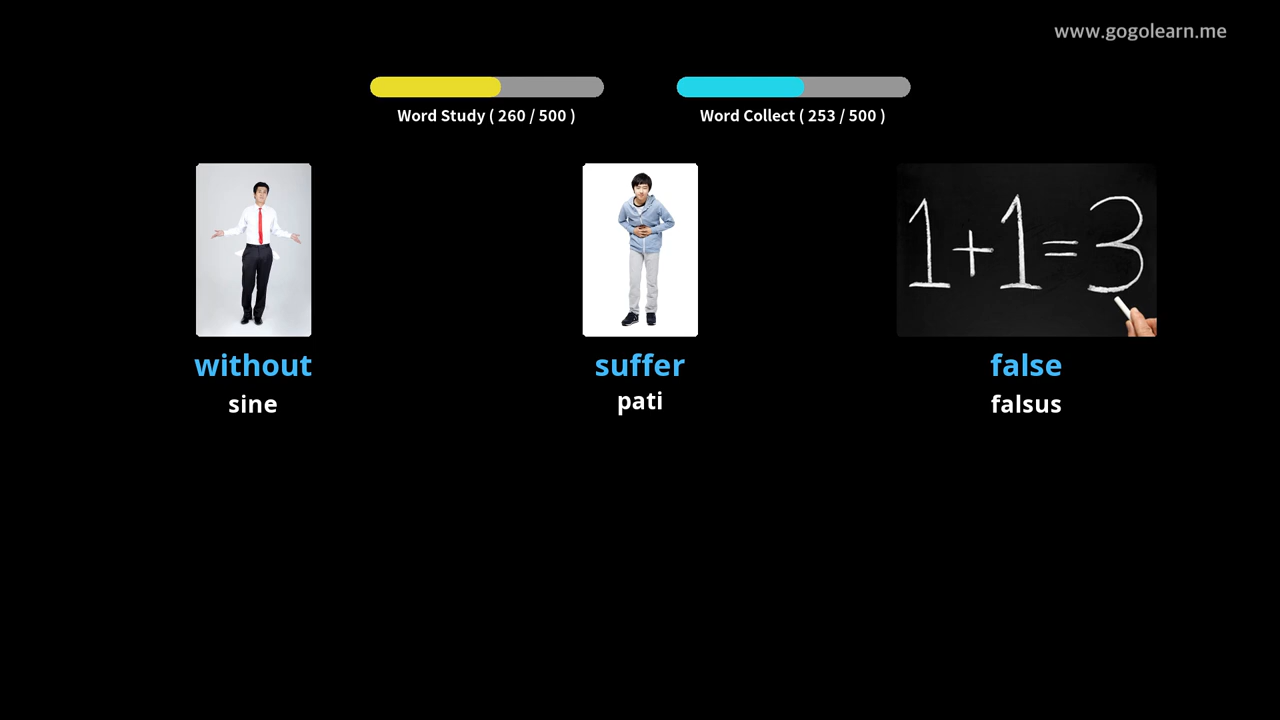 www.gogolearn.me
Word Study ( 260 / 500 )
Word Collect ( 253 / 500 )
1+1=3
without
suffer
false
sine
pati
falsus